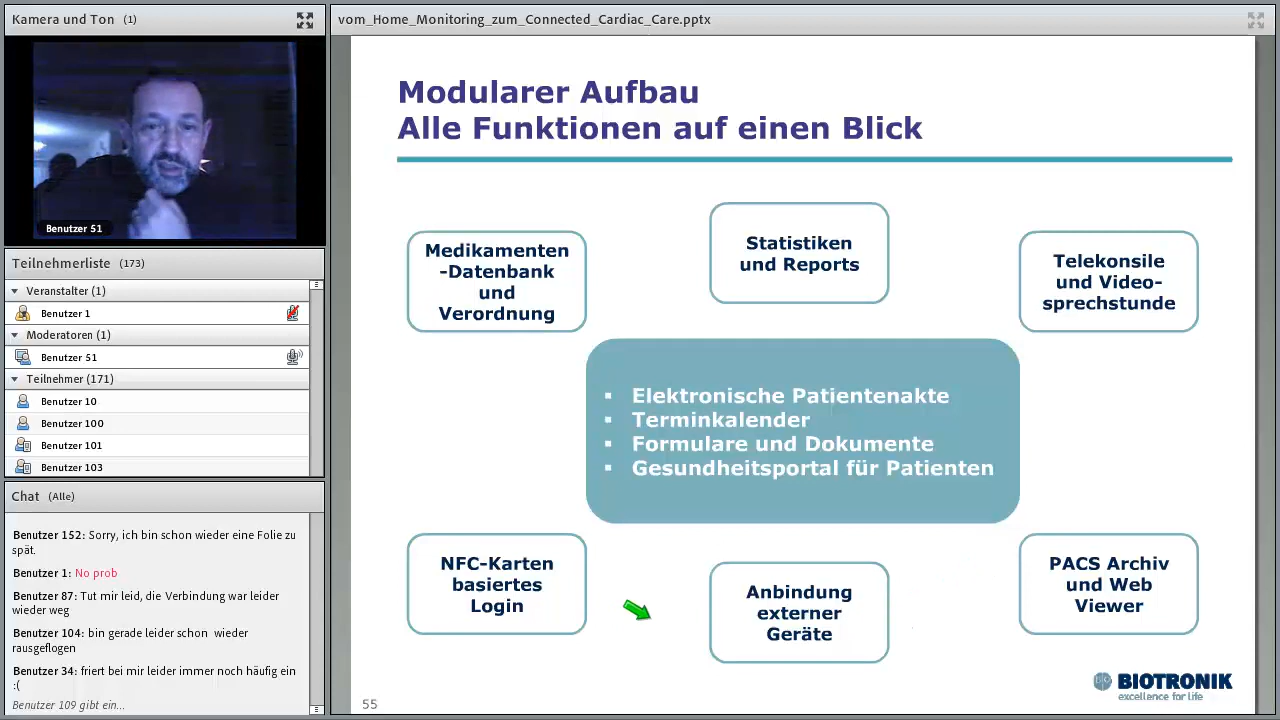 Kamera und Ton (1)
Benutzer 51
Teilnehmerliste (173)
Veranstalter (1)
Benutzer 1
Moderatoren (1)
Benutzer 51
Teilnehmer (171)
Benutzer 10
Benutzer 100
Benutzer 101
Benutzer 103
Chat (Alle)
Benutzer 152: Sorry, ich bin schon wieder eine Folie zu
spät.
Benutzer 1: No prob
Benutzer 87: Tut mir leid, die Verbindung war leider
wieder weg
Benutzer 104: bin gerade leider schon wieder
rausgeflogen
Benutzer 34: friert bei mir leider immer noch häufig ein
:(
Benutzer 109 gibt ein...
vom_Home_Monitoring_zum_Connected_Cardiac_Care.pptx
Modularer Aufbau
Alle Funktionen auf einen Blick
Medikamenten
-Datenbank
und
Verordnung
Statistiken
und Reports
Telekonsile
und Video-
sprechstunde
▪ Elektronische Patientenakte
▪ Terminkalender
▪ Formulare und Dokumente
▪ Gesundheitsportal für Patienten
NFC-Karten
basiertes
Login
Anbindung
externer
Geräte
PACS Archiv
und Web
Viewer
55
BIOTRONIK
excellence for life